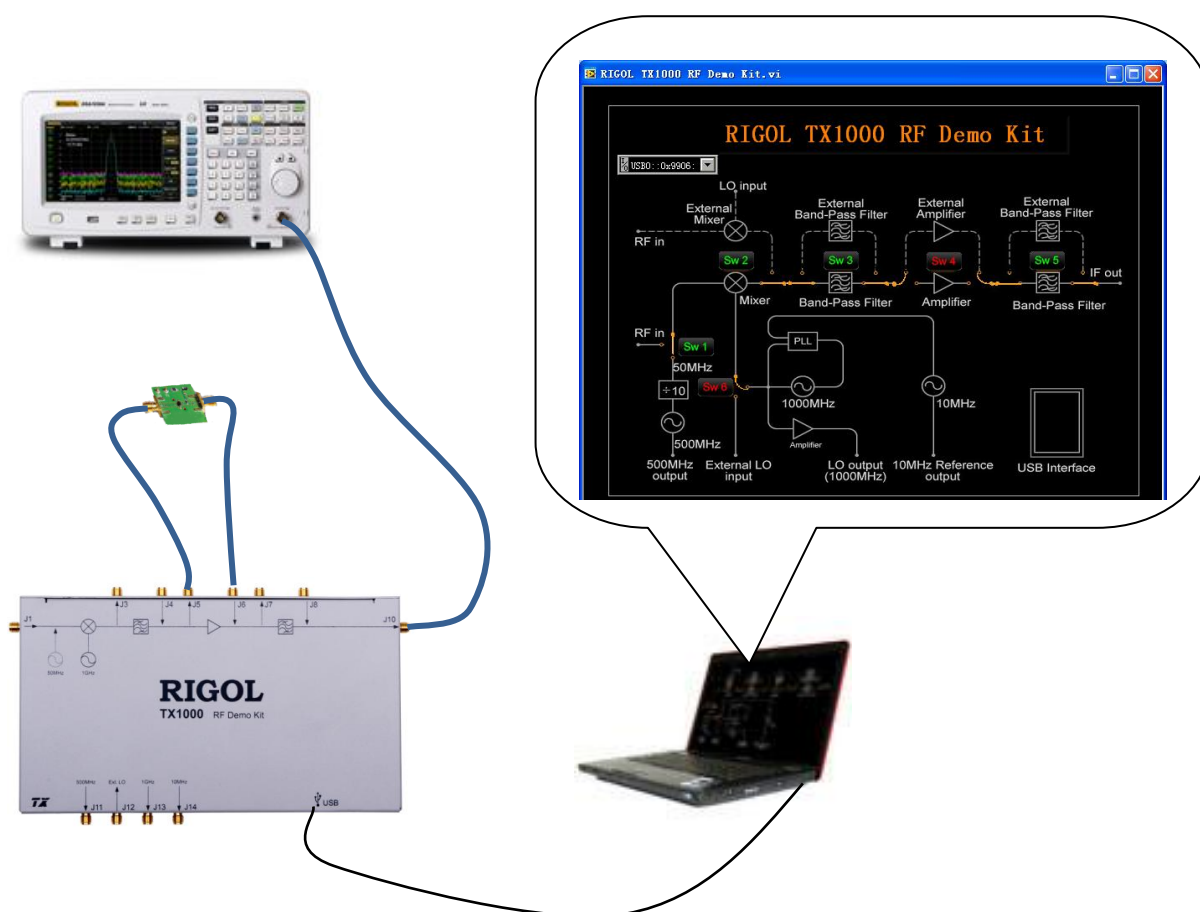 RIGOL
RIGOL TX1000 RF Demo Kit.vi
RIGOL TX1000 RF Demo Kit
USB0::0x9906:
LO input
External Mixer
External Band-Pass Filter
External Amplifier
External Band-Pass Filter
RF in
Sw 2
Sw 3
Sw 4
Sw 5
IF out
Mixer
Band-Pass Filter
Amplifier
Band-Pass Filter
RF in
Sw 1
PLL
50MHz
÷10
Sw 6
1000MHz
10MHz
500MHz
Amplifier
500MHz output
External LO input
LO output (1000MHz)
10MHz Reference output
USB Interface
J3
J4
J5
J6
J7
J8
J1
J10
50MHz
1GHz
RIGOL
TX1000 RF Demo Kit
500MHz
Ext. LO
1GHz
10MHz
TX
J11
J12
J13
J14
USB